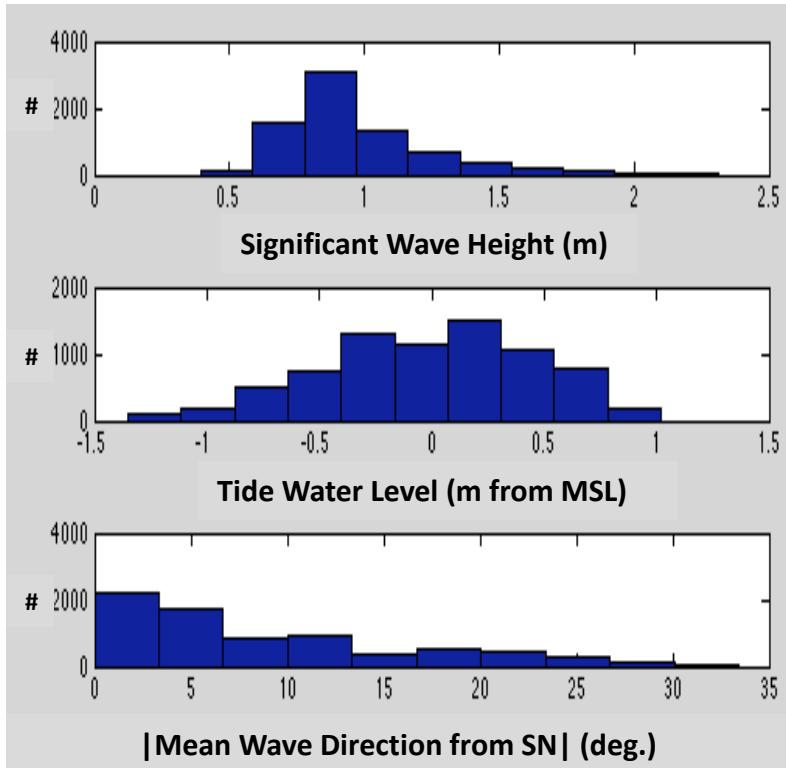 4000
2000
0
#
0 0.5 1 1.5 2 2.5
Significant Wave Height (m)
2000
1000
0
#
-1.5 -1 -0.5 0 0.5 1 1.5
Tide Water Level (m from MSL)
4000
2000
0
#
0 5 10 15 20 25 30 35
|Mean Wave Direction from SN| (deg.)